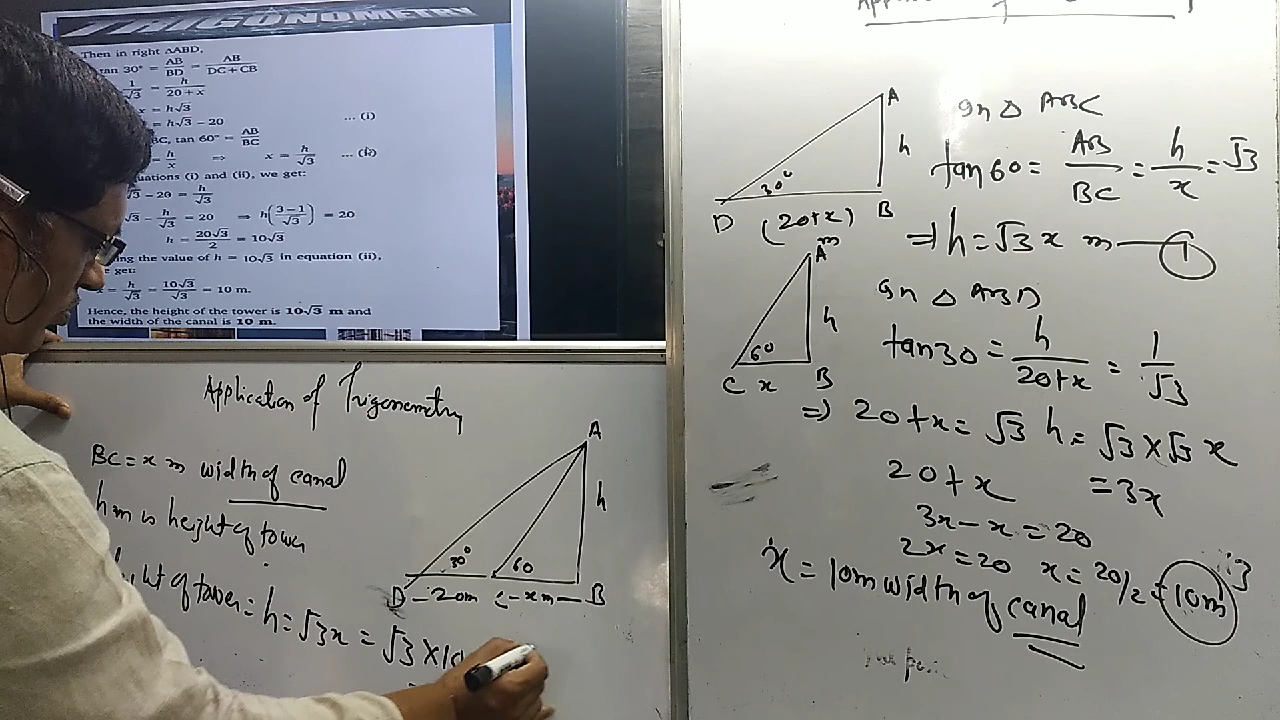 TRIGONOMETRY
Then in right ΔABD,
tan 30° = AB/BD = AB/(DC + CB)
1/√3 = h/(20 + x)
x = h√3
= h√3 − 20 ... (i)
BC, tan 60° = AB/BC
= h/x ⇒ x = h/√3 ... (ii)
uations (i) and (ii), we get:
√3 − 20 = h/√3
√3 − h/√3 = 20 ⇒ h((3−1)/√3) = 20
h = 20√3/2 = 10√3
ing the value of h = 10√3 in equation (ii),
e get:
= h/√3 = 10√3/√3 = 10 m.
Hence, the height of the tower is 10√3 m and
the width of the canal is 10 m.
Application of Trigonometry
BC = x m width of canal
h m is height of tower
ht of tower = h = √3x = √3 × 10
A
h
30°
60
D – 20m C – x m – B
A
h
30°
D (20+x) m B
In Δ ABC
tan 60 = AB/BC = h/x = √3
⇒ h = √3 x m — 1
A
h
60
C x B
In Δ ABD
tan 30 = h/(20+x) = 1/√3
⇒ 20+x = √3 h = √3 × √3 x
20+x = 3x
3x − x = 20
2x = 20 x = 20/2 = 10m
x = 10m width of canal